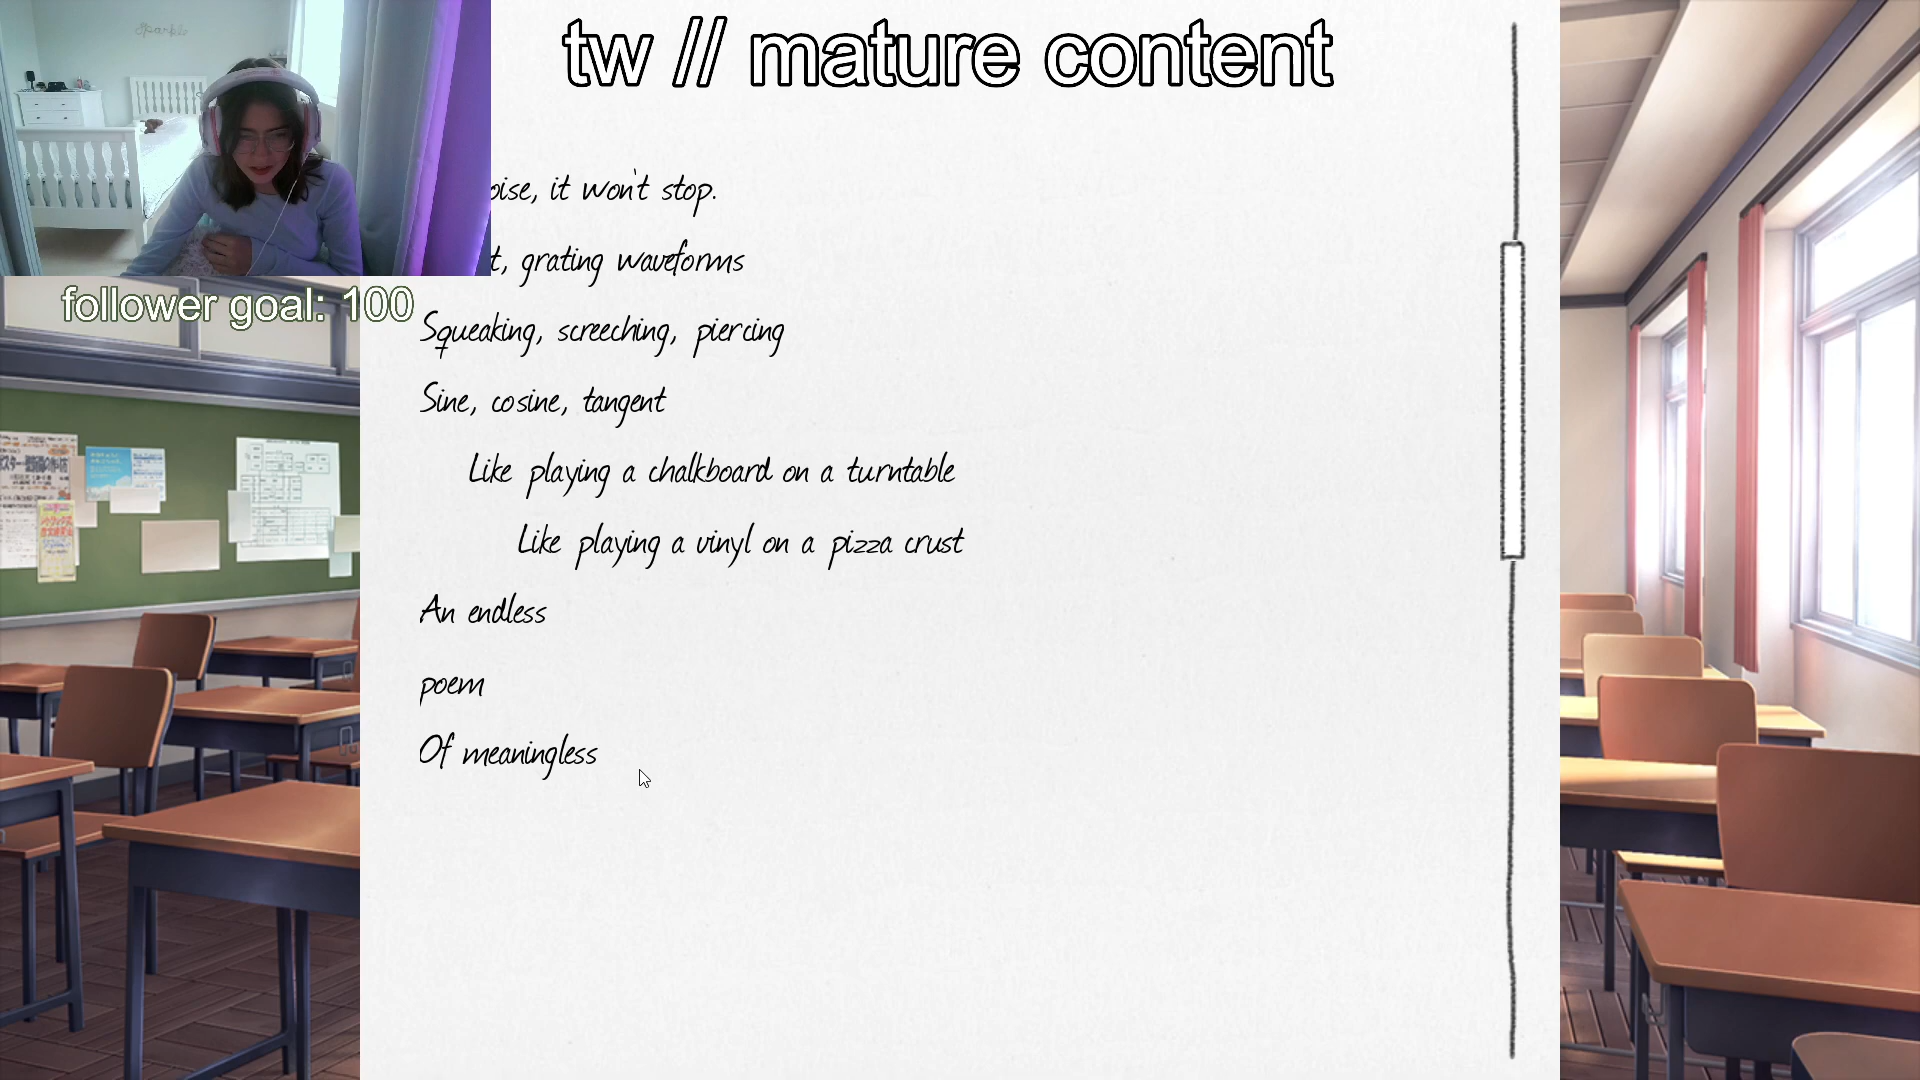 Sparkle
tw // mature content
oise, it won't stop.
t, grating waveforms
follower goal: 100
Squeaking, screeching, piercing
Sine, cosine, tangent
Like playing a chalkboard on a turntable
Like playing a vinyl on a pizza crust
An endless
poem
Of meaningless